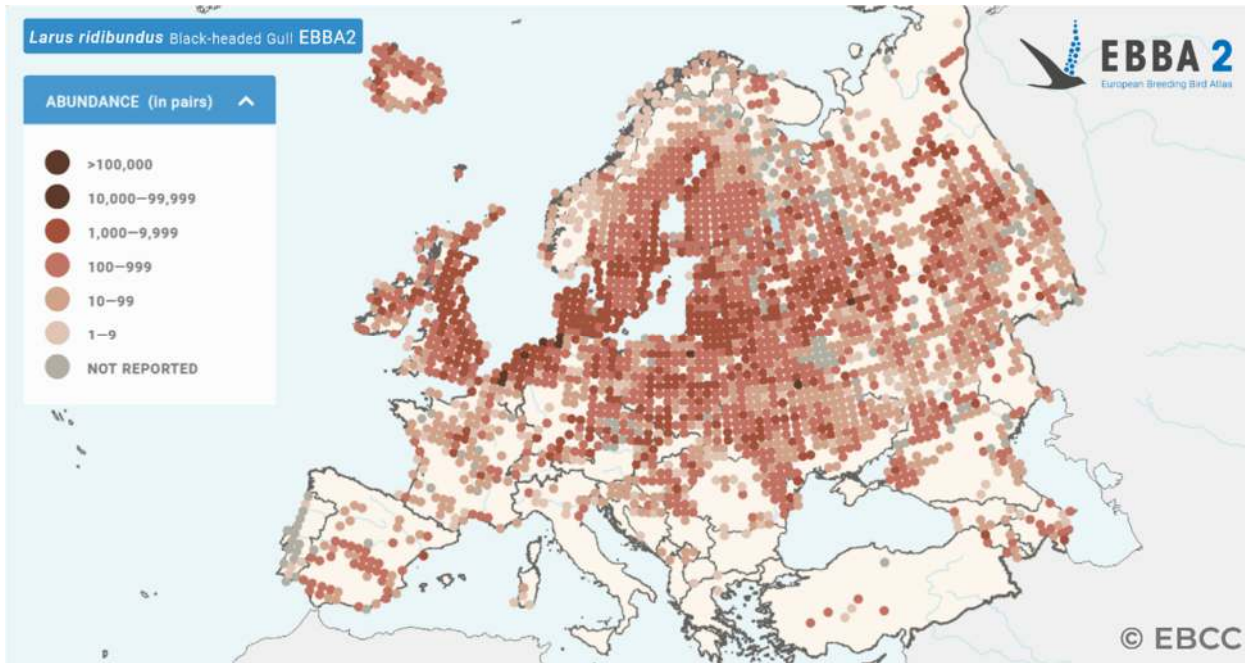 Larus ridibundus Black-headed Gull EBBA2
EBBA 2
European Breeding Bird Atlas
ABUNDANCE (in pairs)
>100,000
10,000—99,999
1,000—9,999
100—999
10—99
1—9
NOT REPORTED
© EBCC